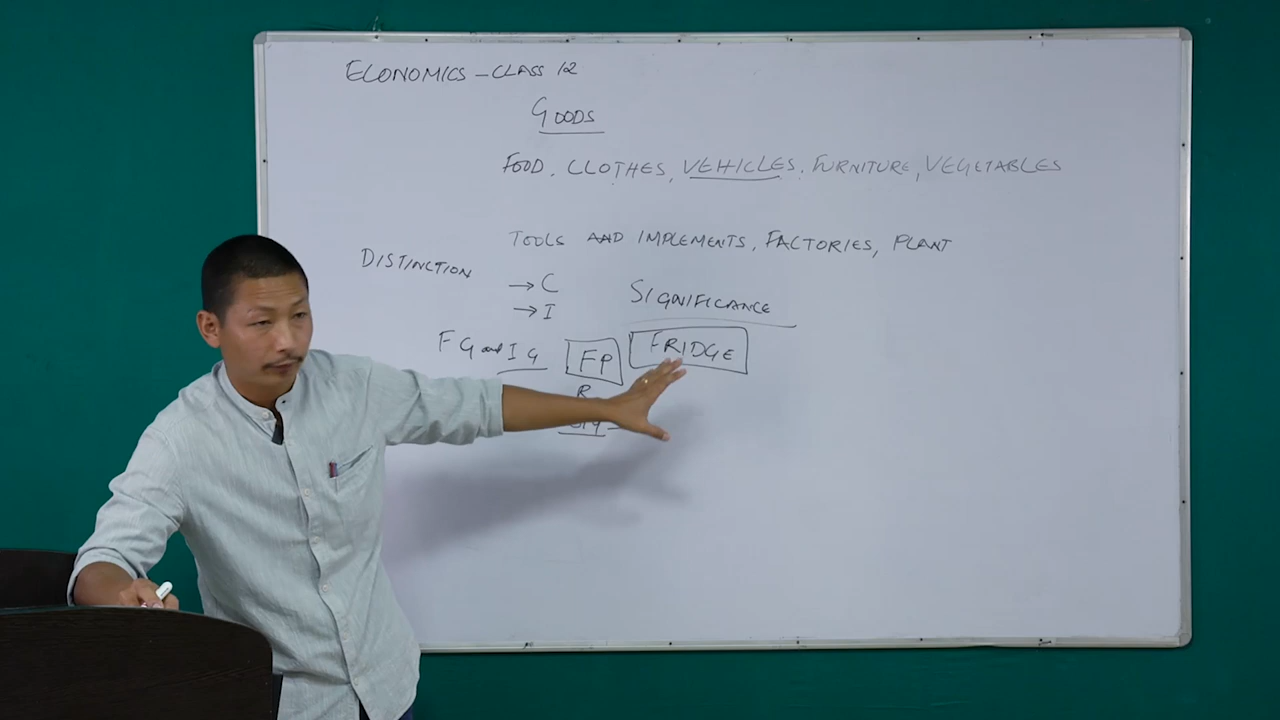 ECONOMICS - CLASS 12
GOODS
FOOD, CLOTHES, VEHICLES, FURNITURE, VEGETABLES
TOOLS AND IMPLEMENTS, FACTORIES, PLANT
DISTINCTION
→ C
→ I
SIGNIFICANCE
F G and I G
FP
FRIDGE
R